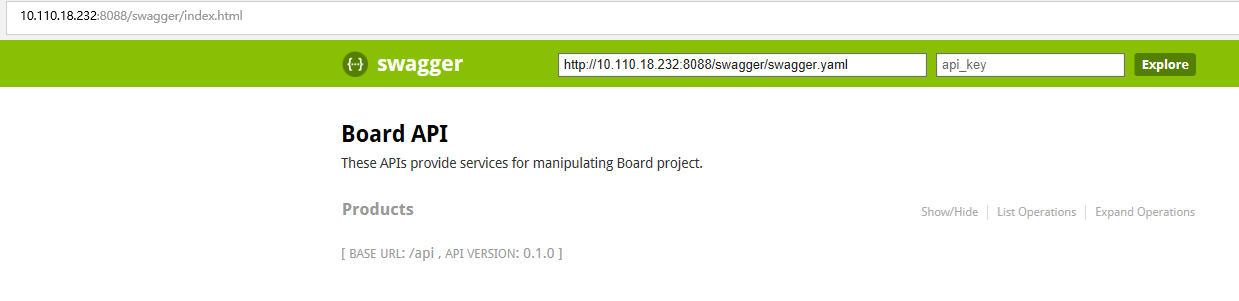 10.110.18.232:8088/swagger/index.html
{··} swagger http://10.110.18.232:8088/swagger/swagger.yaml api_key Explore
Board API
These APIs provide services for manipulating Board project.
Products Show/Hide List Operations Expand Operations
[ BASE URL: /api , API VERSION: 0.1.0 ]